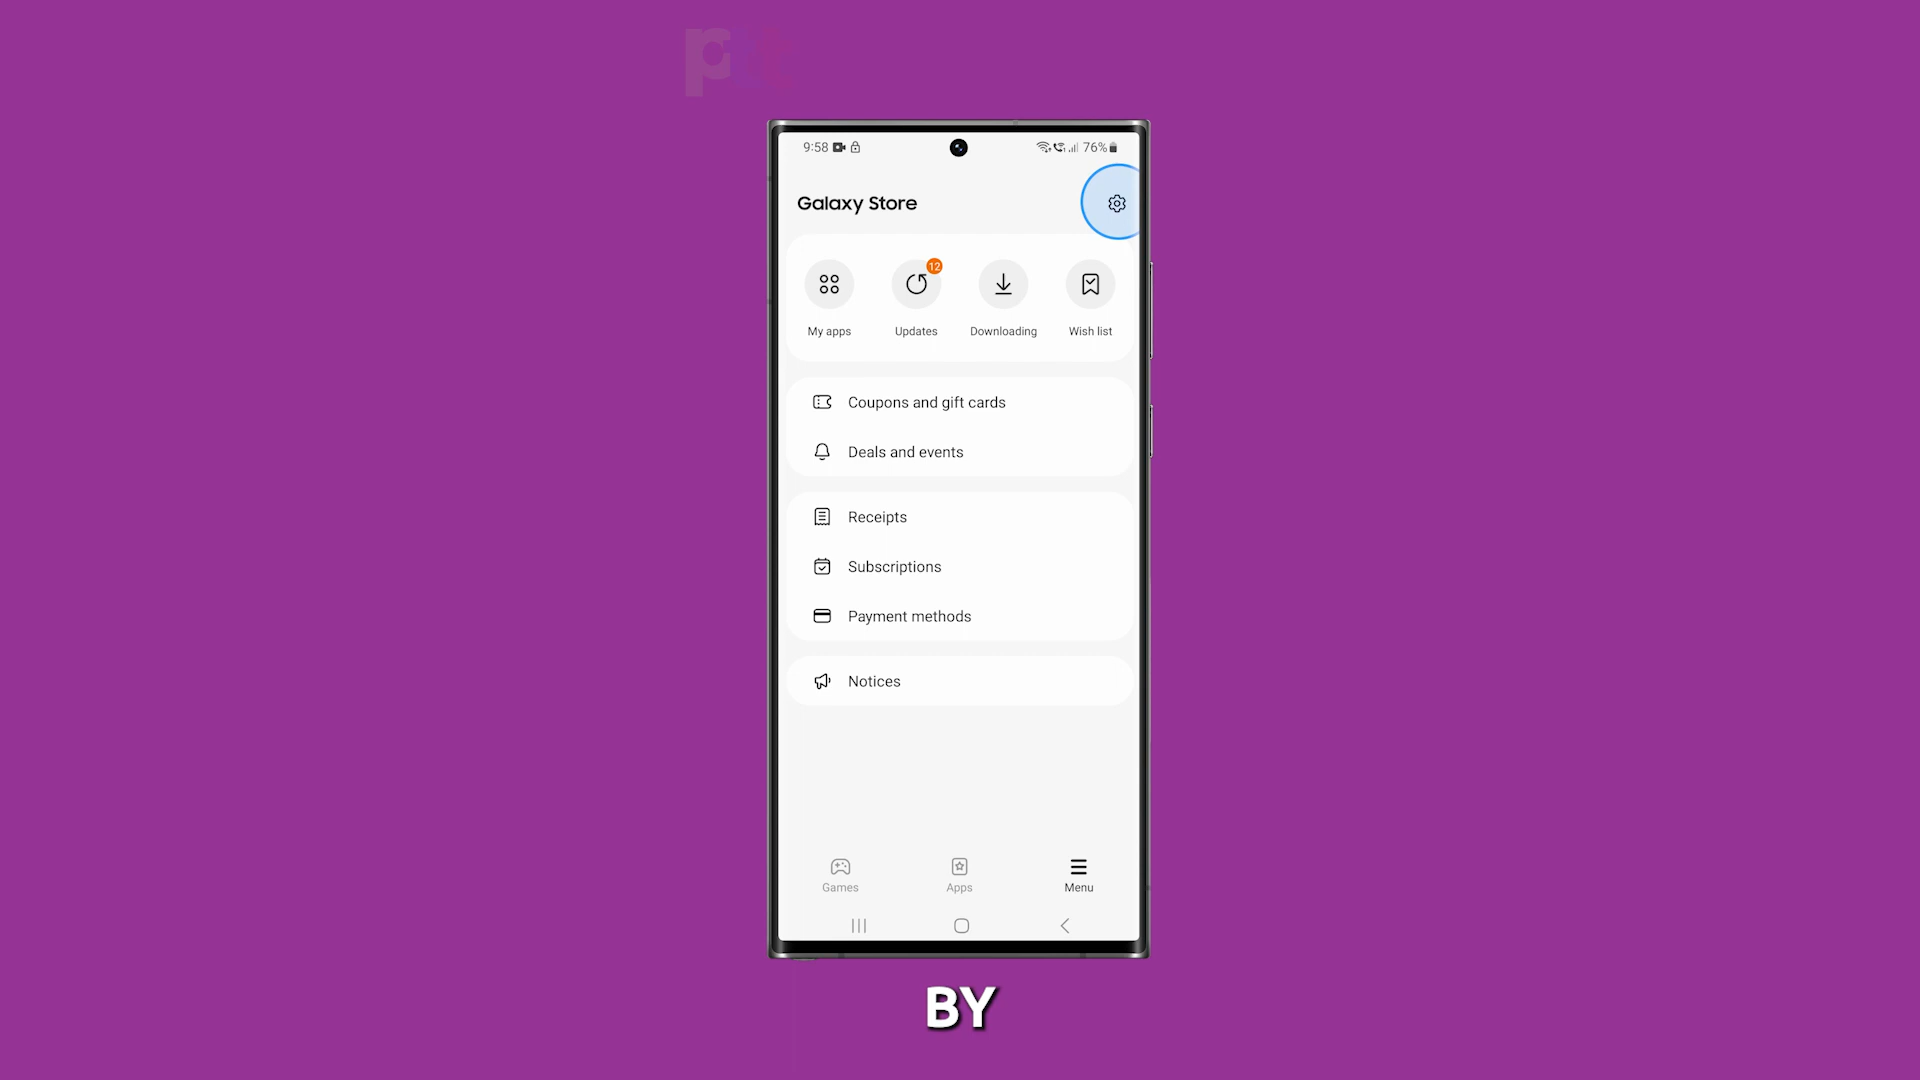 9:58
76%
Galaxy Store
12
My apps
Updates
Downloading
Wish list
Coupons and gift cards
Deals and events
Receipts
Subscriptions
Payment methods
Notices
Games
Apps
Menu
BY